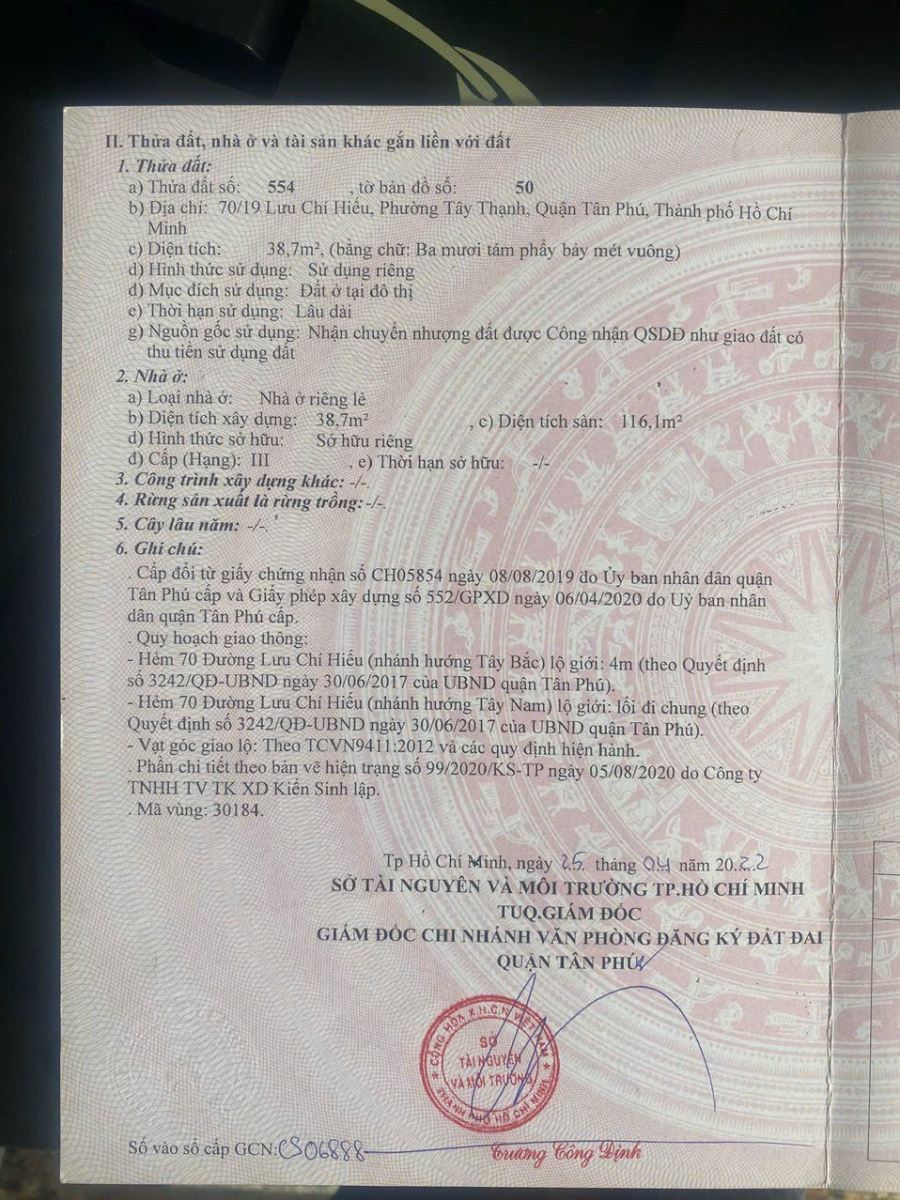 II. Thửa đất, nhà ở và tài sản khác gắn liền với đất
1. Thửa đất:
a) Thửa đất số: 554 , tờ bản đồ số: 50
b) Địa chỉ: 70/19 Lưu Chí Hiếu, Phường Tây Thạnh, Quận Tân Phú, Thành phố Hồ Chí
Minh
c) Diện tích: 38,7m², (bằng chữ: Ba mươi tám phẩy bảy mét vuông)
d) Hình thức sử dụng: Sử dụng riêng
đ) Mục đích sử dụng: Đất ở tại đô thị
e) Thời hạn sử dụng: Lâu dài
g) Nguồn gốc sử dụng: Nhận chuyển nhượng đất được Công nhận QSDĐ như giao đất có
thu tiền sử dụng đất
2. Nhà ở:
a) Loại nhà ở: Nhà ở riêng lẻ
b) Diện tích xây dựng: 38,7m² , c) Diện tích sàn: 116,1m²
d) Hình thức sở hữu: Sở hữu riêng
đ) Cấp (Hạng): III , e) Thời hạn sở hữu: -/-
3. Công trình xây dựng khác: -/-.
4. Rừng sản xuất là rừng trồng: -/-.
5. Cây lâu năm: -/-.
6. Ghi chú:
. Cấp đổi từ giấy chứng nhận số CH05854 ngày 08/08/2019 do Ủy ban nhân dân quận
Tân Phú cấp và Giấy phép xây dựng số 552/GPXD ngày 06/04/2020 do Uỷ ban nhân
dân quận Tân Phú cấp.
. Quy hoạch giao thông:
- Hẻm 70 Đường Lưu Chí Hiếu (nhánh hướng Tây Bắc) lộ giới: 4m (theo Quyết định
số 3242/QĐ-UBND ngày 30/06/2017 của UBND quận Tân Phú).
- Hẻm 70 Đường Lưu Chí Hiếu (nhánh hướng Tây Nam) lộ giới: lối đi chung (theo
Quyết định số 3242/QĐ-UBND ngày 30/06/2017 của UBND quận Tân Phú).
- Vạt góc giao lộ: Theo TCVN9411:2012 và các quy định hiện hành.
. Phần chi tiết theo bản vẽ hiện trạng số 99/2020/KS-TP ngày 05/08/2020 do Công ty
TNHH TV TK XD Kiến Sinh lập.
. Mã vùng: 30184.
Tp Hồ Chí Minh, ngày 25 tháng 04 năm 2022
SỞ TÀI NGUYÊN VÀ MÔI TRƯỜNG TP.HỒ CHÍ MINH
TUQ.GIÁM ĐỐC
GIÁM ĐỐC CHI NHÁNH VĂN PHÒNG ĐĂNG KÝ ĐẤT ĐAI
QUẬN TÂN PHÚ
CỘNG HÒA X.H.C.N VIỆT NAM
SỞ
TÀI NGUYÊN
VÀ MÔI TRƯỜNG
THÀNH PHỐ HỒ CHÍ MINH
Số vào sổ cấp GCN: CS06888
Trương Công Định